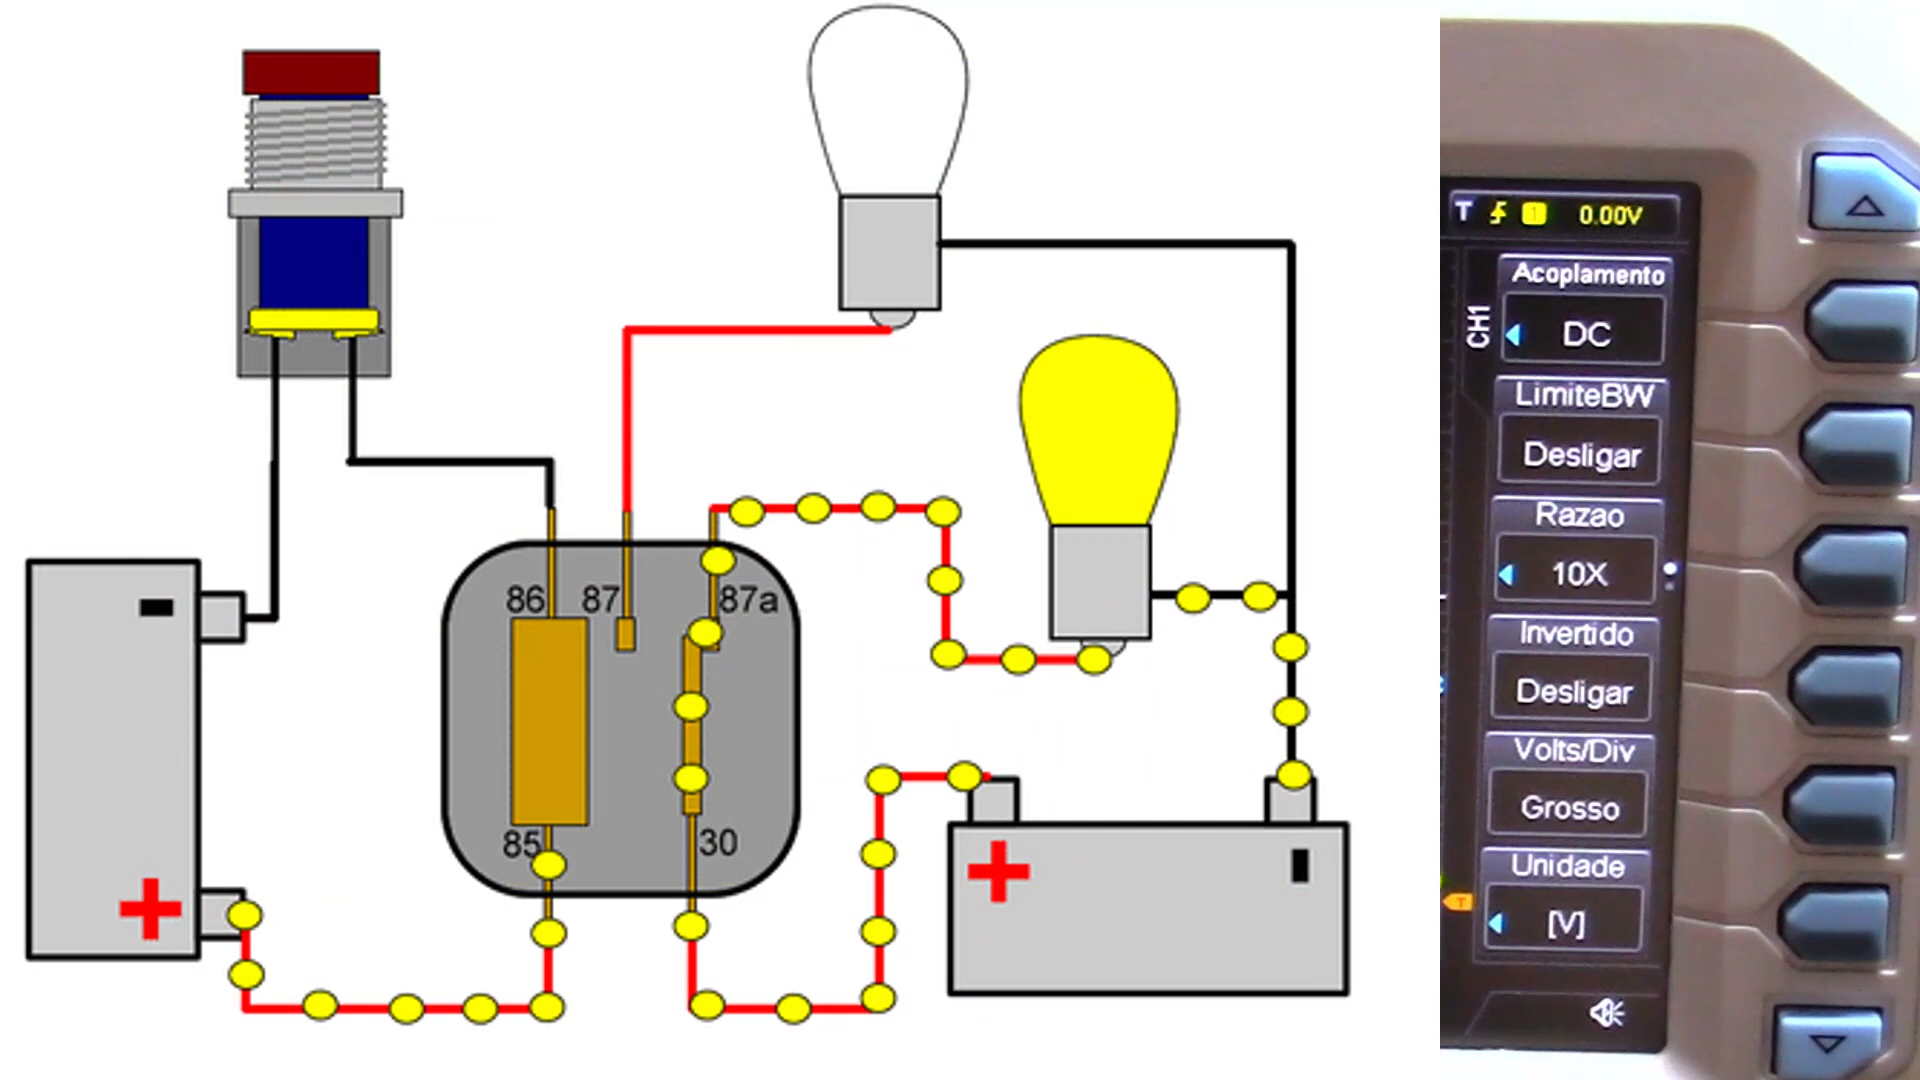 86
87
87a
85
30
T 1 0.00V
CH1
Acoplamento
DC
LimiteBW
Desligar
Razao
10X
Invertido
Desligar
Volts/Div
Grosso
Unidade
[V]
T